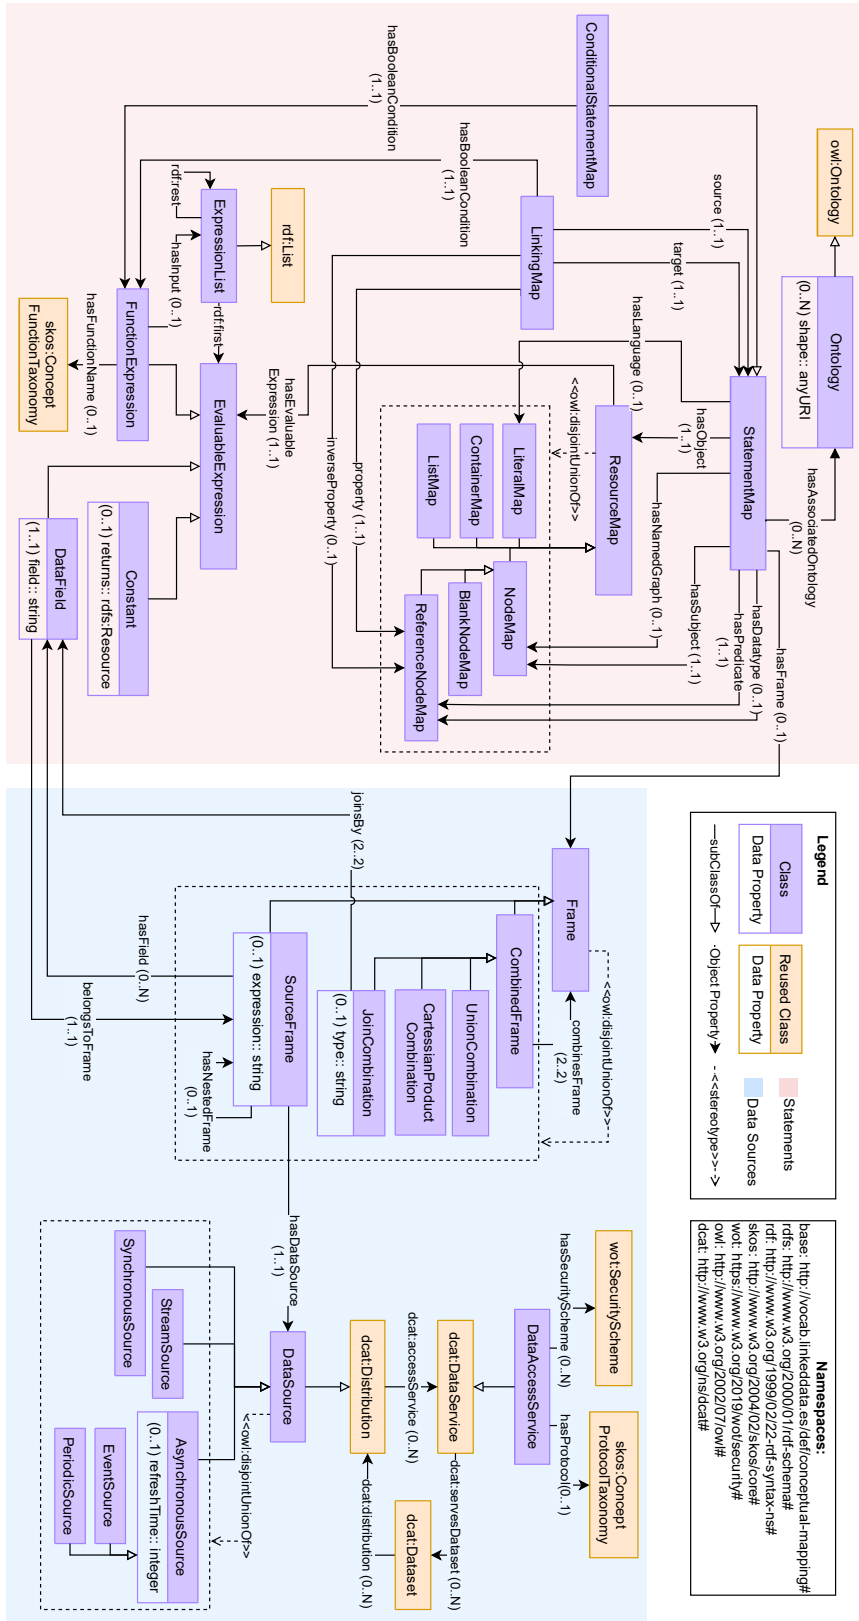 owl:Ontology
Ontology
(0..N) shape:: anyURI
hasAssociatedOntology
(0..N)
ConditionalStatementMap
hasBooleanCondition
(1..1)
source (1..1)
StatementMap
hasFrame (0..1)
hasDatatype (0..1)
hasPredicate
(1..1)
hasSubject (1..1)
hasNamedGraph (0..1)
hasObject
(1..1)
hasLanguage (0..1)
target (1..1)
LinkingMap
hasBooleanCondition
(1..1)
ResourceMap
<<owl:disjointUnionOf>>
LiteralMap
ContainerMap
ListMap
NodeMap
BlankNodeMap
ReferenceNodeMap
property (1..1)
inverseProperty (0..1)
hasEvaluable
Expression (1..1)
rdf:List
ExpressionList
rdf:rest
rdf:first
hasInput (0..1)
FunctionExpression
hasFunctionName (0..1)
skos:Concept
FunctionTaxonomy
EvaluableExpression
Constant
(0..1) returns:: rdfs:Resource
DataField
(1..1) field:: string
Legend
Class
Data Property
Reused Class
Data Property
Statements
Data Sources
subClassOf
Object Property
<<stereotype>>
Namespaces:
base: http://vocab.linkeddata.es/def/conceptual-mapping#
rdfs: http://www.w3.org/2000/01/rdf-schema#
rdf: http://www.w3.org/1999/02/22-rdf-syntax-ns#
skos: http://www.w3.org/2004/02/skos/core#
wot: https://www.w3.org/2019/wot/security#
owl: http://www.w3.org/2002/07/owl#
dcat: http://www.w3.org/ns/dcat#
Frame
<<owl:disjointUnionOf>>
combinesFrame
(2..2)
CombinedFrame
UnionCombination
CartessianProduct
Combination
JoinCombination
(0..1) type:: string
joinsBy (2..2)
SourceFrame
(0..1) expression:: string
hasNestedFrame
(0..1)
hasField (0..N)
belongsToFrame
(1..1)
hasDataSource
(1..1)
wot:SecurityScheme
hasSecurityScheme (0..N)
skos:Concept
ProtocolTaxonomy
hasProtocol(0..1)
DataAccessService
dcat:DataService
dcat:accessService (0..N)
dcat:servesDataset (0..N)
dcat:Dataset
dcat:distribution (0..N)
dcat:Distribution
DataSource
<<owl:disjointUnionOf>>
AsynchronousSource
(0..1) refreshTime:: integer
StreamSource
SynchronousSource
EventSource
PeriodicSource